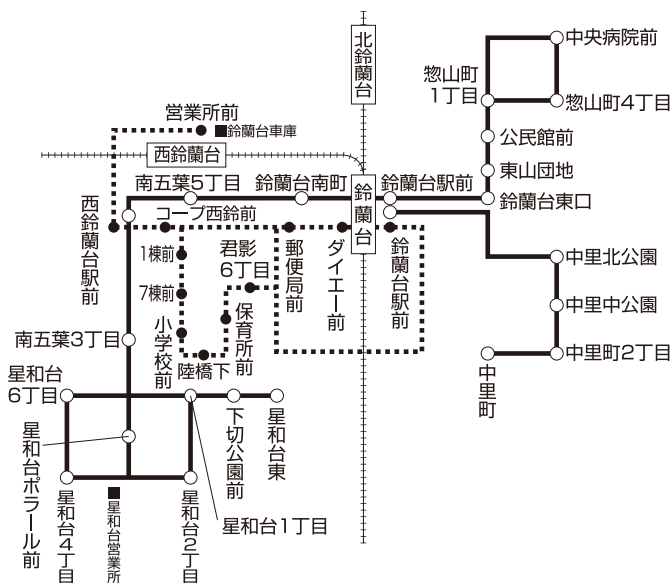 中央病院前
北鈴蘭台
惣山町
1丁目
惣山町4丁目
営業所前
鈴蘭台車庫
公民館前
西鈴蘭台
東山団地
南五葉5丁目
鈴蘭台南町
鈴蘭台
鈴蘭台駅前
鈴蘭台東口
西鈴蘭台駅前
コープ西鈴前
1棟前
君影
6丁目
郵便局前
ダイエー前
鈴蘭台駅前
中里北公園
7棟前
小学校前
保育所前
中里中公園
南五葉3丁目
陸橋下
中里町2丁目
中里町
星和台
6丁目
下切公園前
星和台東
星和台ポラール前
星和台4丁目
星和台営業所
星和台2丁目
星和台1丁目